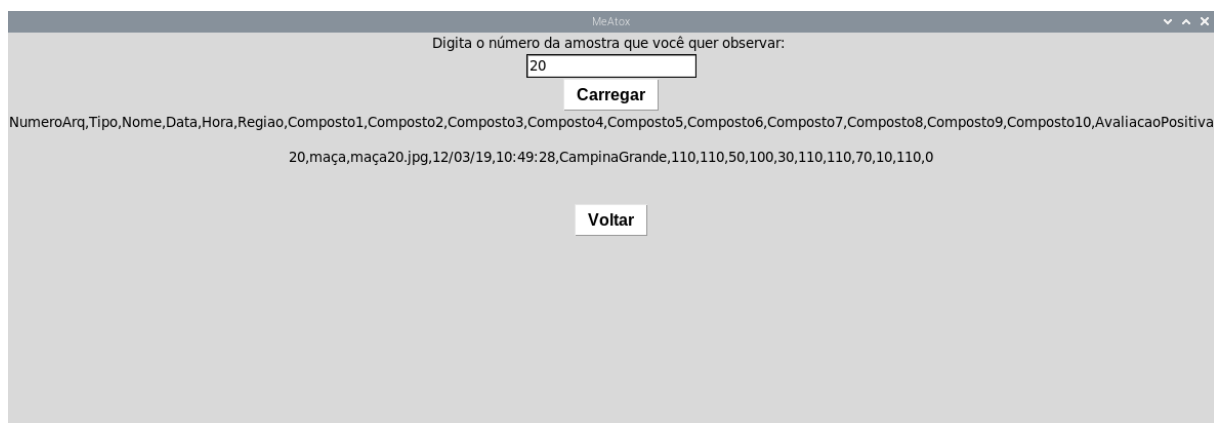 MeAtox
Digita o número da amostra que você quer observar:
20
Carregar
NumeroArq,Tipo,Nome,Data,Hora,Regiao,Composto1,Composto2,Composto3,Composto4,Composto5,Composto6,Composto7,Composto8,Composto9,Composto10,AvaliacaoPositiva
20,maça,maça20.jpg,12/03/19,10:49:28,CampinaGrande,110,110,50,100,30,110,110,70,10,110,0
Voltar